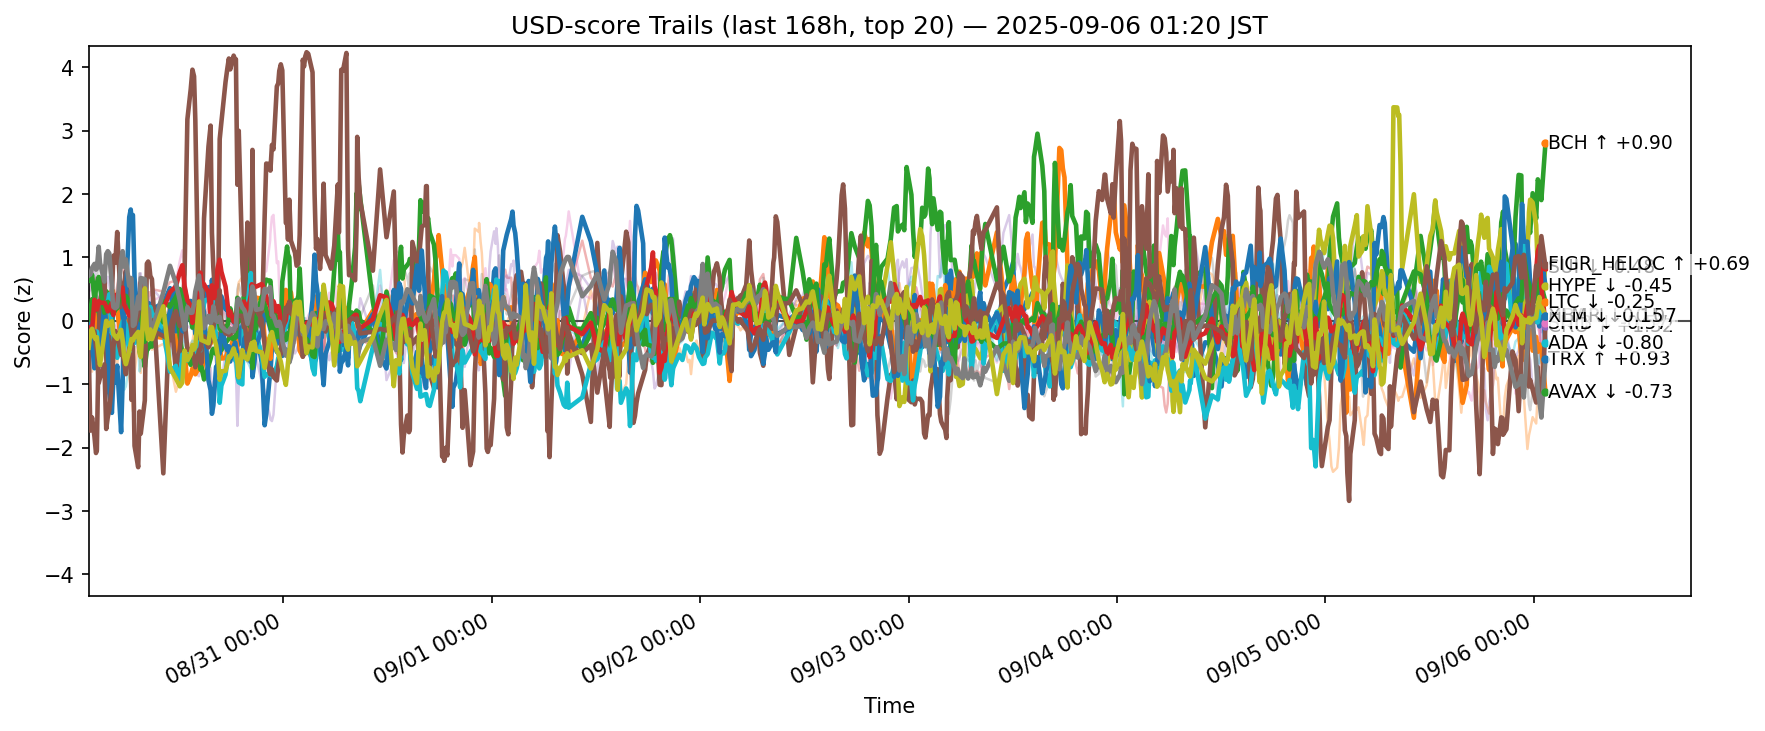 USD-score Trails (last 168h, top 20) — 2025-09-06 01:20 JST
Score (z)
4
3
2
1
0
−1
−2
−3
−4
BCH ↑ +0.90
FIGR_HELOC ↑ +0.69
HYPE ↓ -0.45
LTC ↓ -0.25
XLM ↓
ADA ↓ -0.80
TRX ↑ +0.93
AVAX ↓ -0.73
08/31 00:00
09/01 00:00
09/02 00:00
09/03 00:00
09/04 00:00
09/05 00:00
09/06 00:00
Time